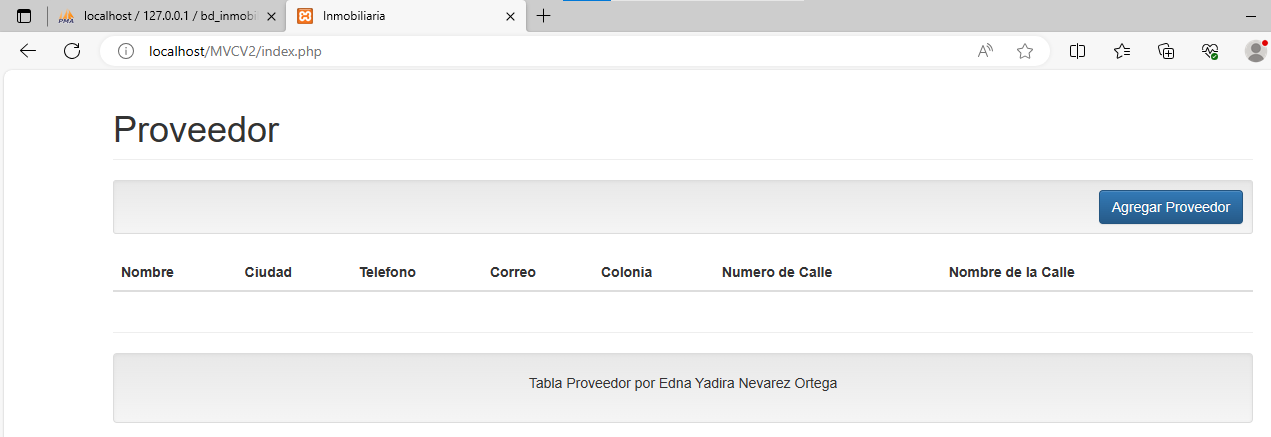 localhost / 127.0.0.1 / bd_inmobi
Inmobiliaria
localhost/MVCV2/index.php
Proveedor
Agregar Proveedor
Nombre Ciudad Telefono Correo Colonia Numero de Calle Nombre de la Calle
Tabla Proveedor por Edna Yadira Nevarez Ortega